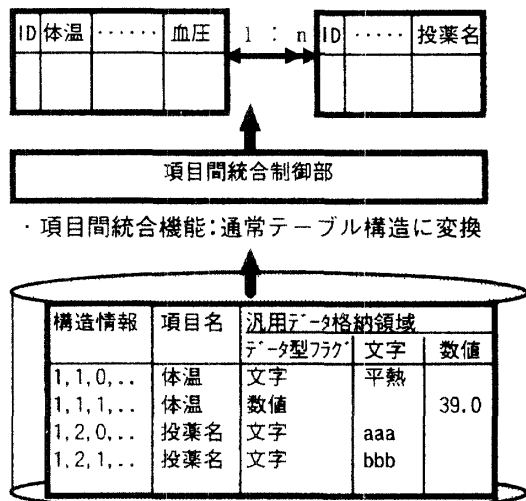 ID 体温 ...... 血圧 1 : n ID ..... 投薬名
項目間統合制御部
・項目間統合機能:通常テーブル構造に変換
構造情報 項目名 汎用データ格納領域
データ型フラグ 文字 数値
1,1,0,.. 体温 文字 平熱
1,1,1,.. 体温 数値 39.0
1,2,0,.. 投薬名 文字 aaa
1,2,1,.. 投薬名 文字 bbb